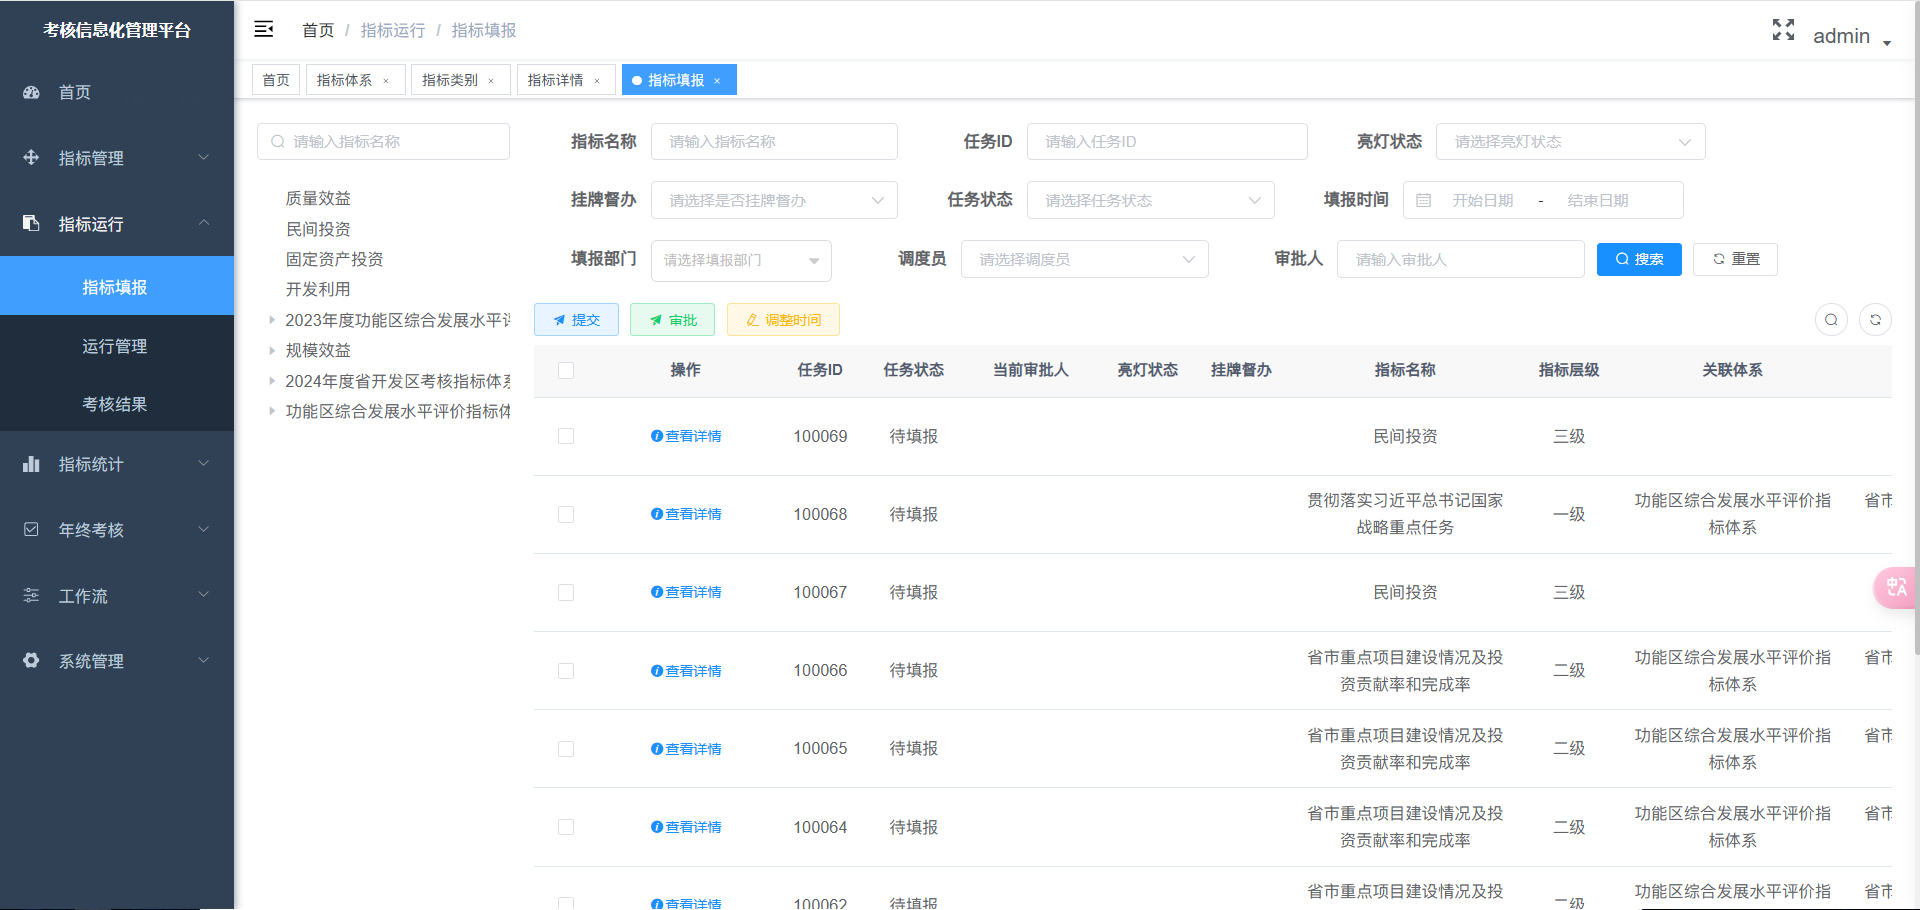 考核信息化管理平台
首页
指标管理
指标运行
指标填报
运行管理
考核结果
指标统计
年终考核
工作流
系统管理
首页 / 指标运行 / 指标填报
admin
首页
指标体系 ×
指标类别 ×
指标详情 ×
指标填报 ×
请输入指标名称
质量效益
民间投资
固定资产投资
开发利用
2023年度功能区综合发展水平
规模效益
2024年度省开发区考核指标体系
功能区综合发展水平评价指标体
指标名称 请输入指标名称
任务ID 请输入任务ID
亮灯状态 请选择亮灯状态
挂牌督办 请选择是否挂牌督办
任务状态 请选择任务状态
填报时间 开始日期 - 结束日期
填报部门 请选择填报部门
调度员 请选择调度员
审批人 请输入审批人
搜索
重置
提交
审批
调整时间
操作 任务ID 任务状态 当前审批人 亮灯状态 挂牌督办 指标名称 指标层级 关联体系
查看详情 100069 待填报 民间投资 三级
查看详情 100068 待填报 贯彻落实习近平总书记国家 一级 功能区综合发展水平评价指 省市
战略重点任务 标体系
查看详情 100067 待填报 民间投资 三级
查看详情 100066 待填报 省市重点项目建设情况及投 二级 功能区综合发展水平评价指 省市
资贡献率和完成率 标体系
查看详情 100065 待填报 省市重点项目建设情况及投 二级 功能区综合发展水平评价指 省市
资贡献率和完成率 标体系
查看详情 100064 待填报 省市重点项目建设情况及投 二级 功能区综合发展水平评价指 省市
资贡献率和完成率 标体系
查看详情 100062 待填报 省市重点项目建设情况及投 二级 功能区综合发展水平评价指 省市